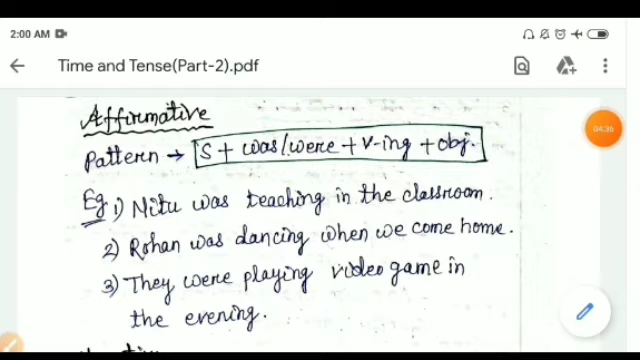 2:00 AM
Time and Tense(Part-2).pdf
Affirmative
04:36
Pattern → S + was/were + v-ing + obj.
Eg 1) Nitu was teaching in the classroom.
2) Rohan was dancing when we come home.
3) They were playing video game in
the evening.